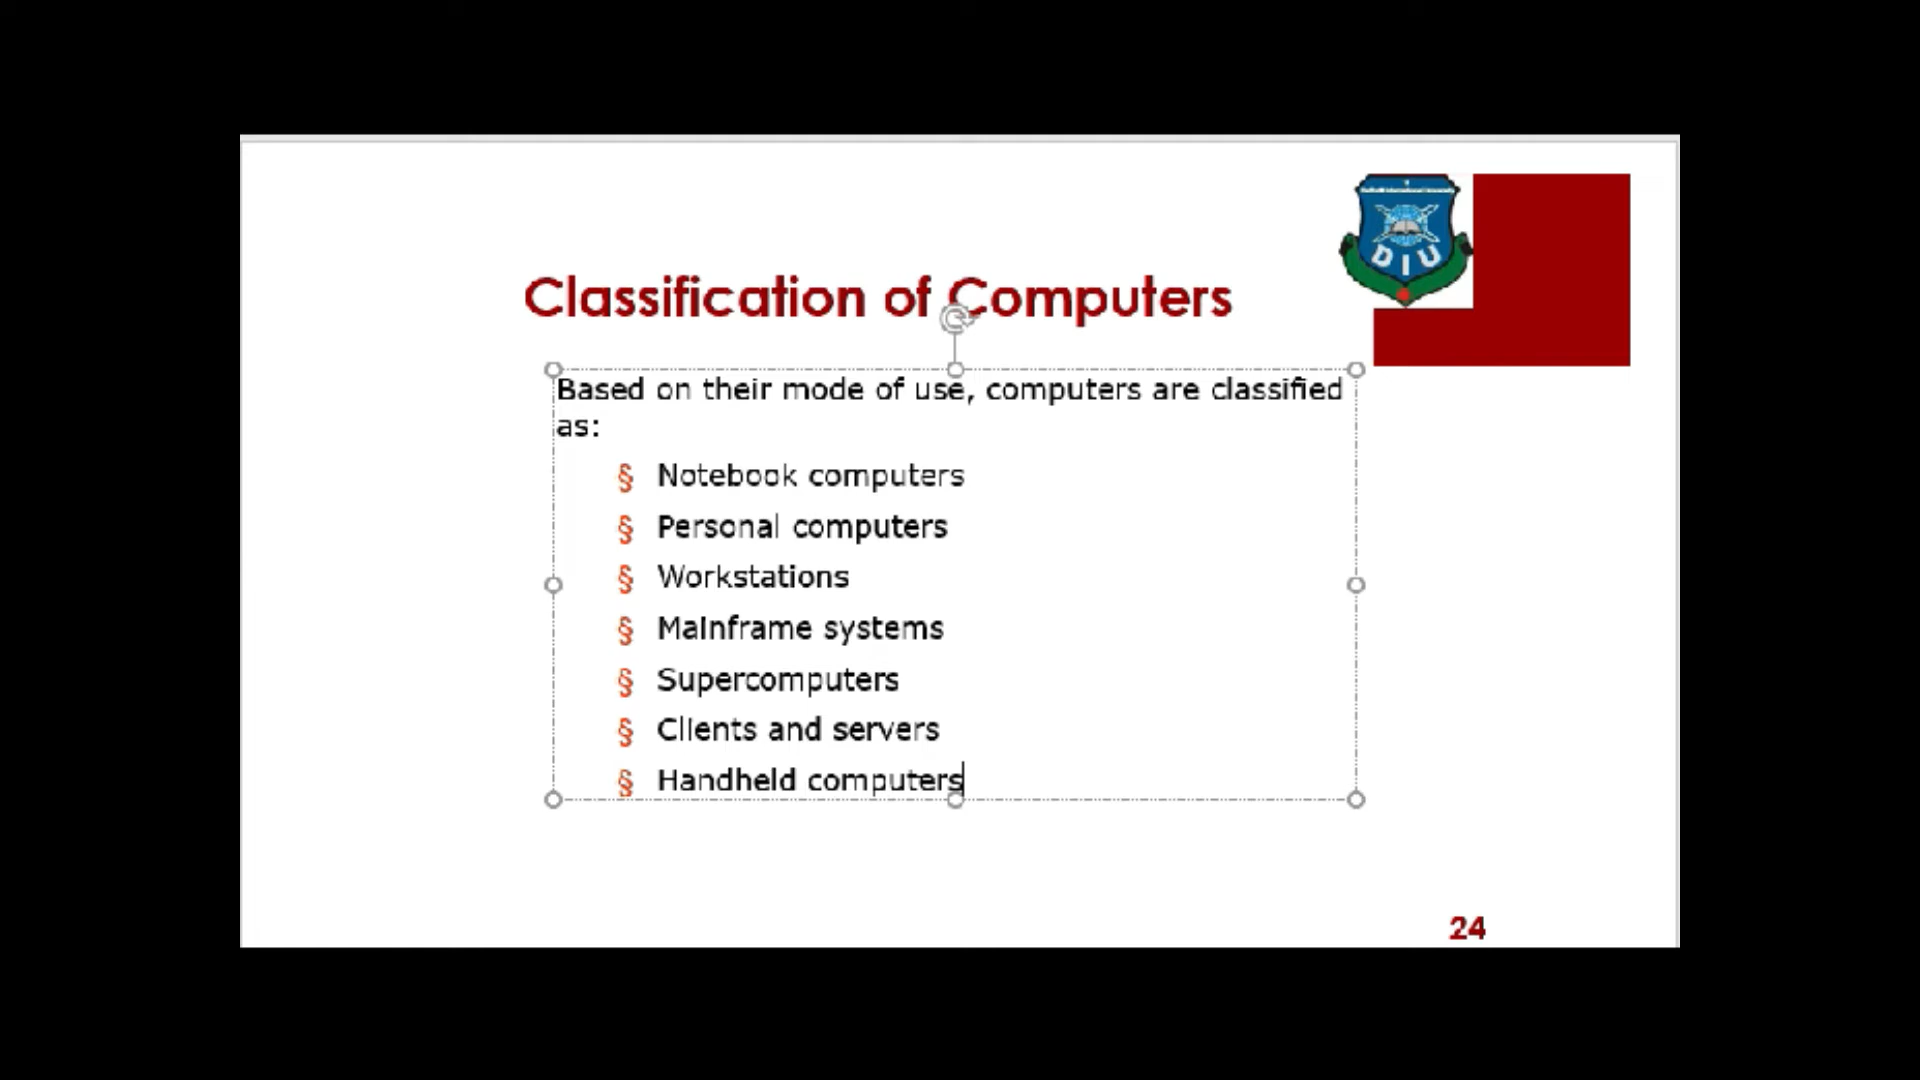 DIU
Classification of Computers
Based on their mode of use, computers are classified
as:
§ Notebook computers
§ Personal computers
§ Workstations
§ Mainframe systems
§ Supercomputers
§ Clients and servers
§ Handheld computers
24